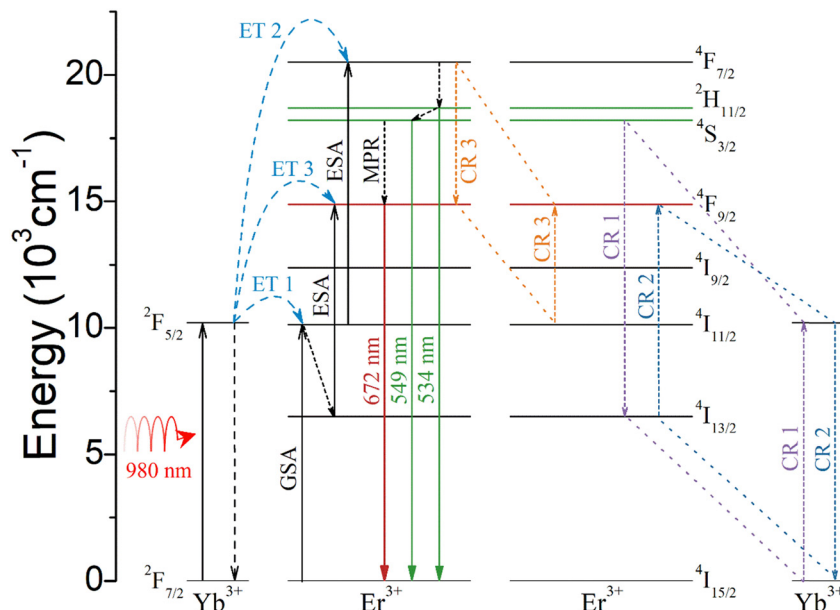 Energy (10³cm⁻¹)
20
15
10
5
0
ET 2
ET 3
ET 1
ESA
ESA
GSA
MPR
CR 3
CR 3
CR 1
CR 2
CR 1
CR 2
672 nm
549 nm
534 nm
980 nm
²F₅/₂
²F₇/₂
⁴F₇/₂
²H₁₁/₂
⁴S₃/₂
⁴F₉/₂
⁴I₉/₂
⁴I₁₁/₂
⁴I₁₃/₂
⁴I₁₅/₂
Yb³⁺
Er³⁺
Er³⁺
Yb³⁺